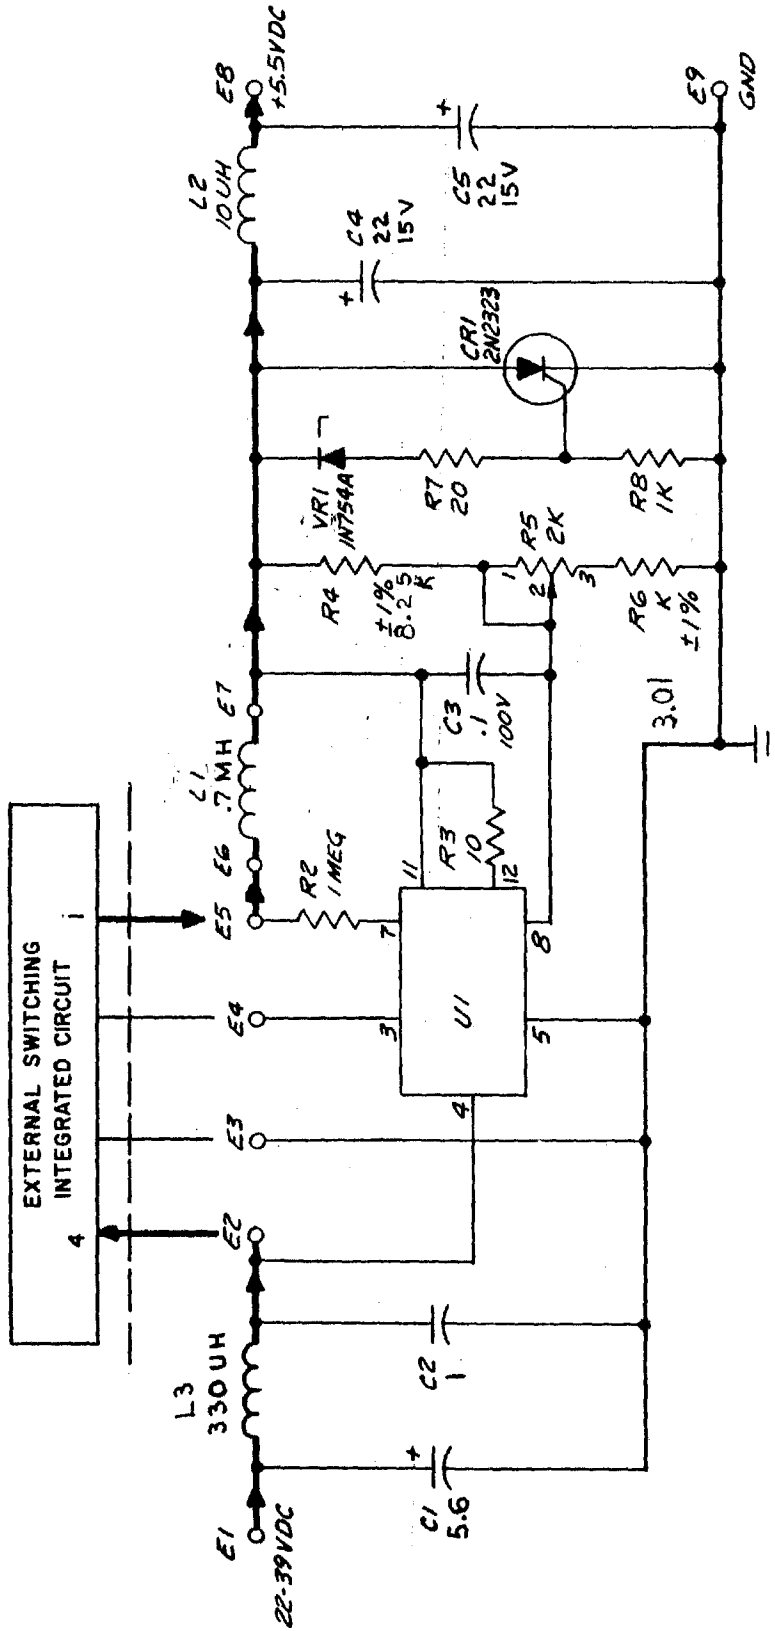 EXTERNAL SWITCHING
INTEGRATED CIRCUIT
4
1
E1
22-39VDC
L3
330UH
E2
E3
E4
E5
E6
L1
.7MH
E7
L2
10UH
E8
+5.5VDC
C1
5.6
+
C2
1
4
3
7
U1
5
8
11
12
R2
1MEG
R3
10
C3
.1
100V
R4
±1%
8.25
K
1
2
3
R5
2K
R6
K
±1%
3.01
VR1
1N754A
R7
20
R8
1K
CR1
2N2323
+
C4
22
15V
+
C5
22
15V
E9
GND